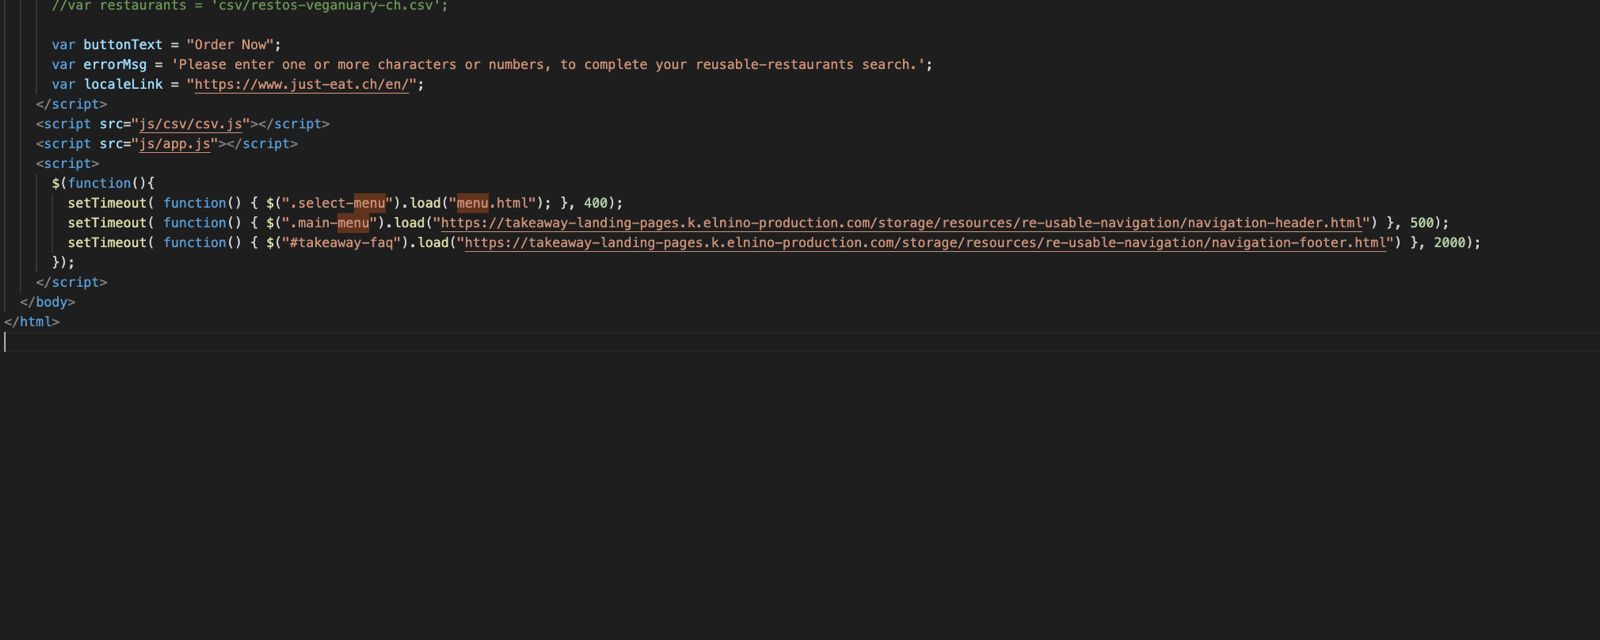 //var restaurants = 'csv/restos-veganuary-ch.csv';
var buttonText = "Order Now";
var errorMsg = 'Please enter one or more characters or numbers, to complete your reusable-restaurants search.';
var localeLink = "https://www.just-eat.ch/en/";
</script>
<script src="js/csv/csv.js"></script>
<script src="js/app.js"></script>
<script>
$(function(){
setTimeout( function() { $(".select-menu").load("menu.html"); }, 400);
setTimeout( function() { $(".main-menu").load("https://takeaway-landing-pages.k.elnino-production.com/storage/resources/re-usable-navigation/navigation-header.html") }, 500);
setTimeout( function() { $("#takeaway-faq").load("https://takeaway-landing-pages.k.elnino-production.com/storage/resources/re-usable-navigation/navigation-footer.html") }, 2000);
});
</script>
</body>
</html>